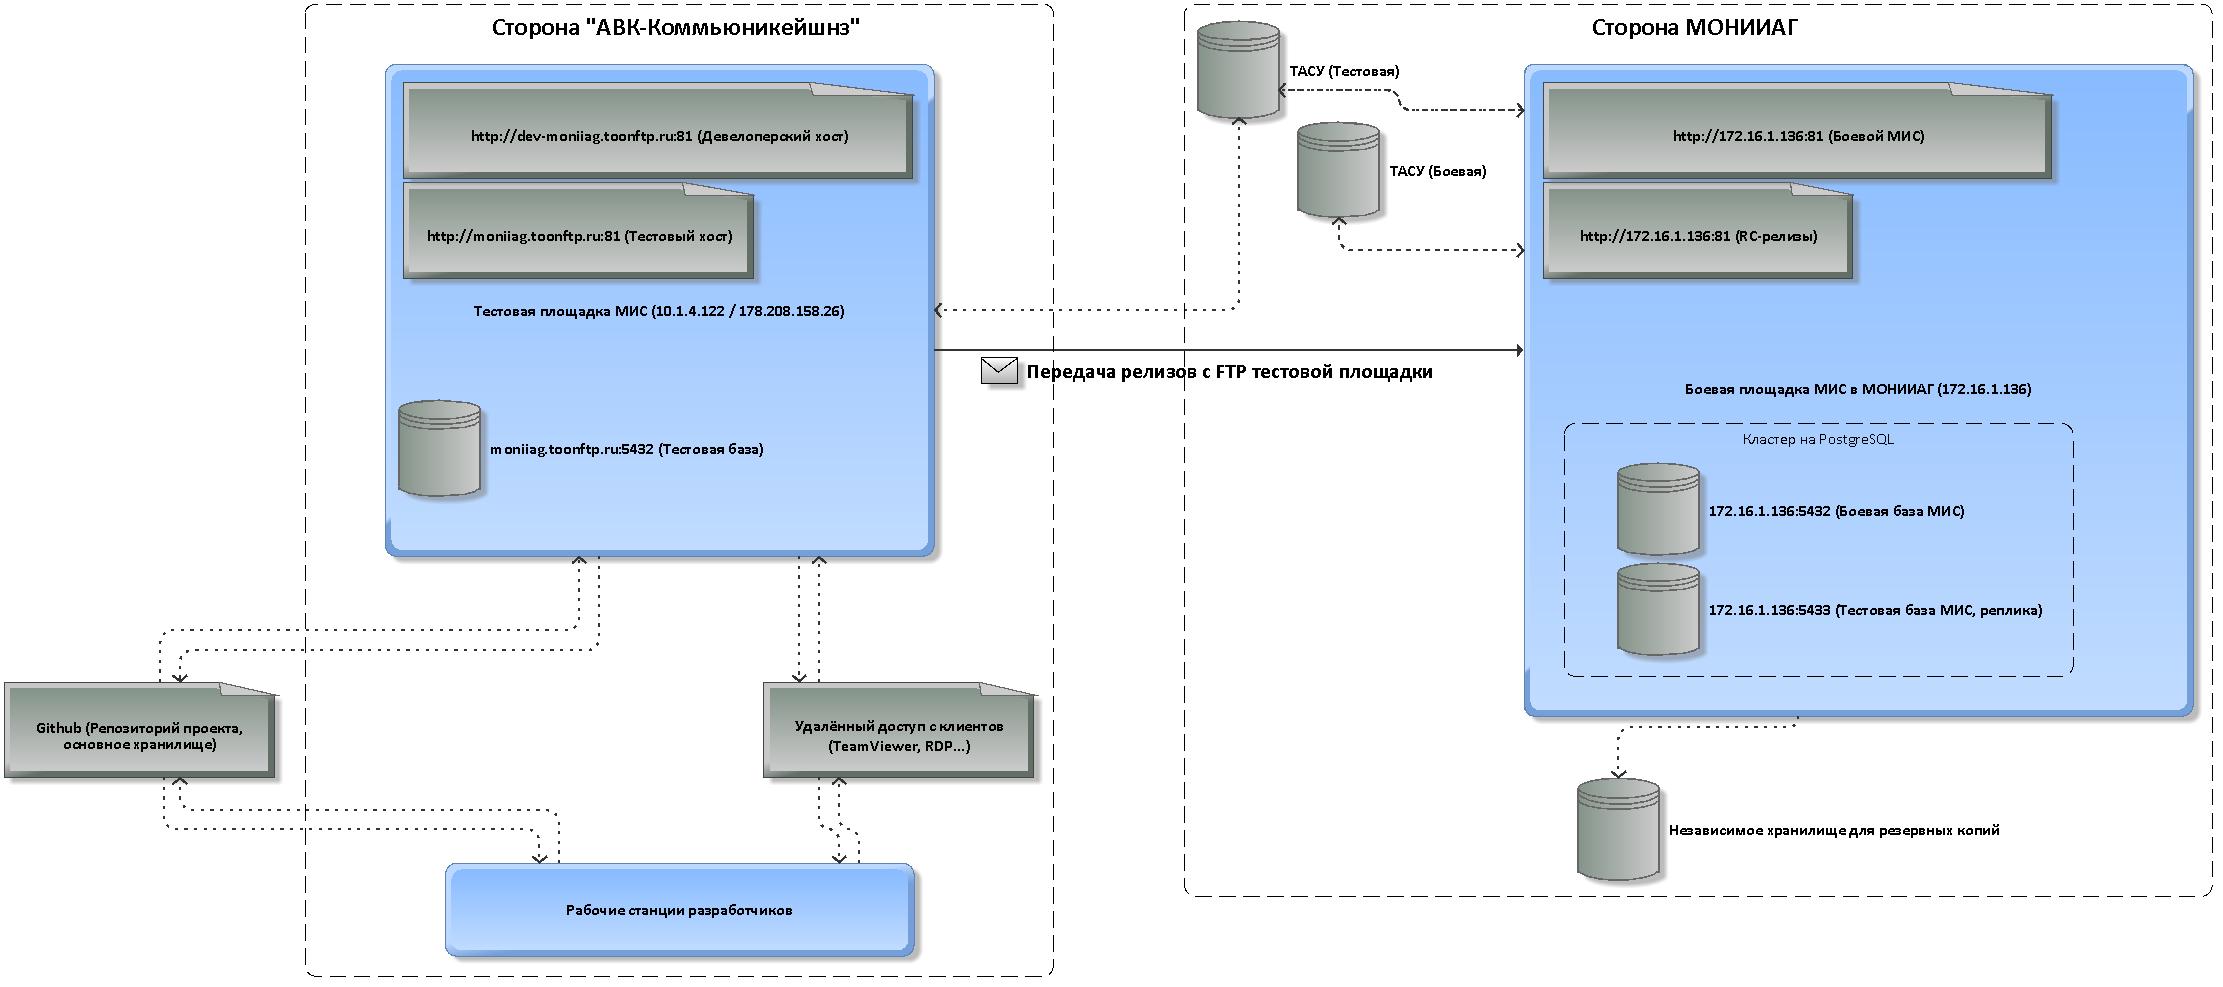 Сторона "АВК-Коммьюникейшнз"
http://dev-moniiag.toonftp.ru:81 (Девелоперский хост)
http://moniiag.toonftp.ru:81 (Тестовый хост)
Тестовая площадка МИС (10.1.4.122 / 178.208.158.26)
moniiag.toonftp.ru:5432 (Тестовая база)
Github (Репозиторий проекта,
основное хранилище)
Удалённый доступ с клиентов
(TeamViewer, RDP...)
Рабочие станции разработчиков
Передача релизов с FTP тестовой площадки
Сторона МОНИИАГ
ТАСУ (Тестовая)
ТАСУ (Боевая)
http://172.16.1.136:81 (Боевой МИС)
http://172.16.1.136:81 (RC-релизы)
Боевая площадка МИС в МОНИИАГ (172.16.1.136)
Кластер на PostgreSQL
172.16.1.136:5432 (Боевая база МИС)
172.16.1.136:5433 (Тестовая база МИС, реплика)
Независимое хранилище для резервных копий